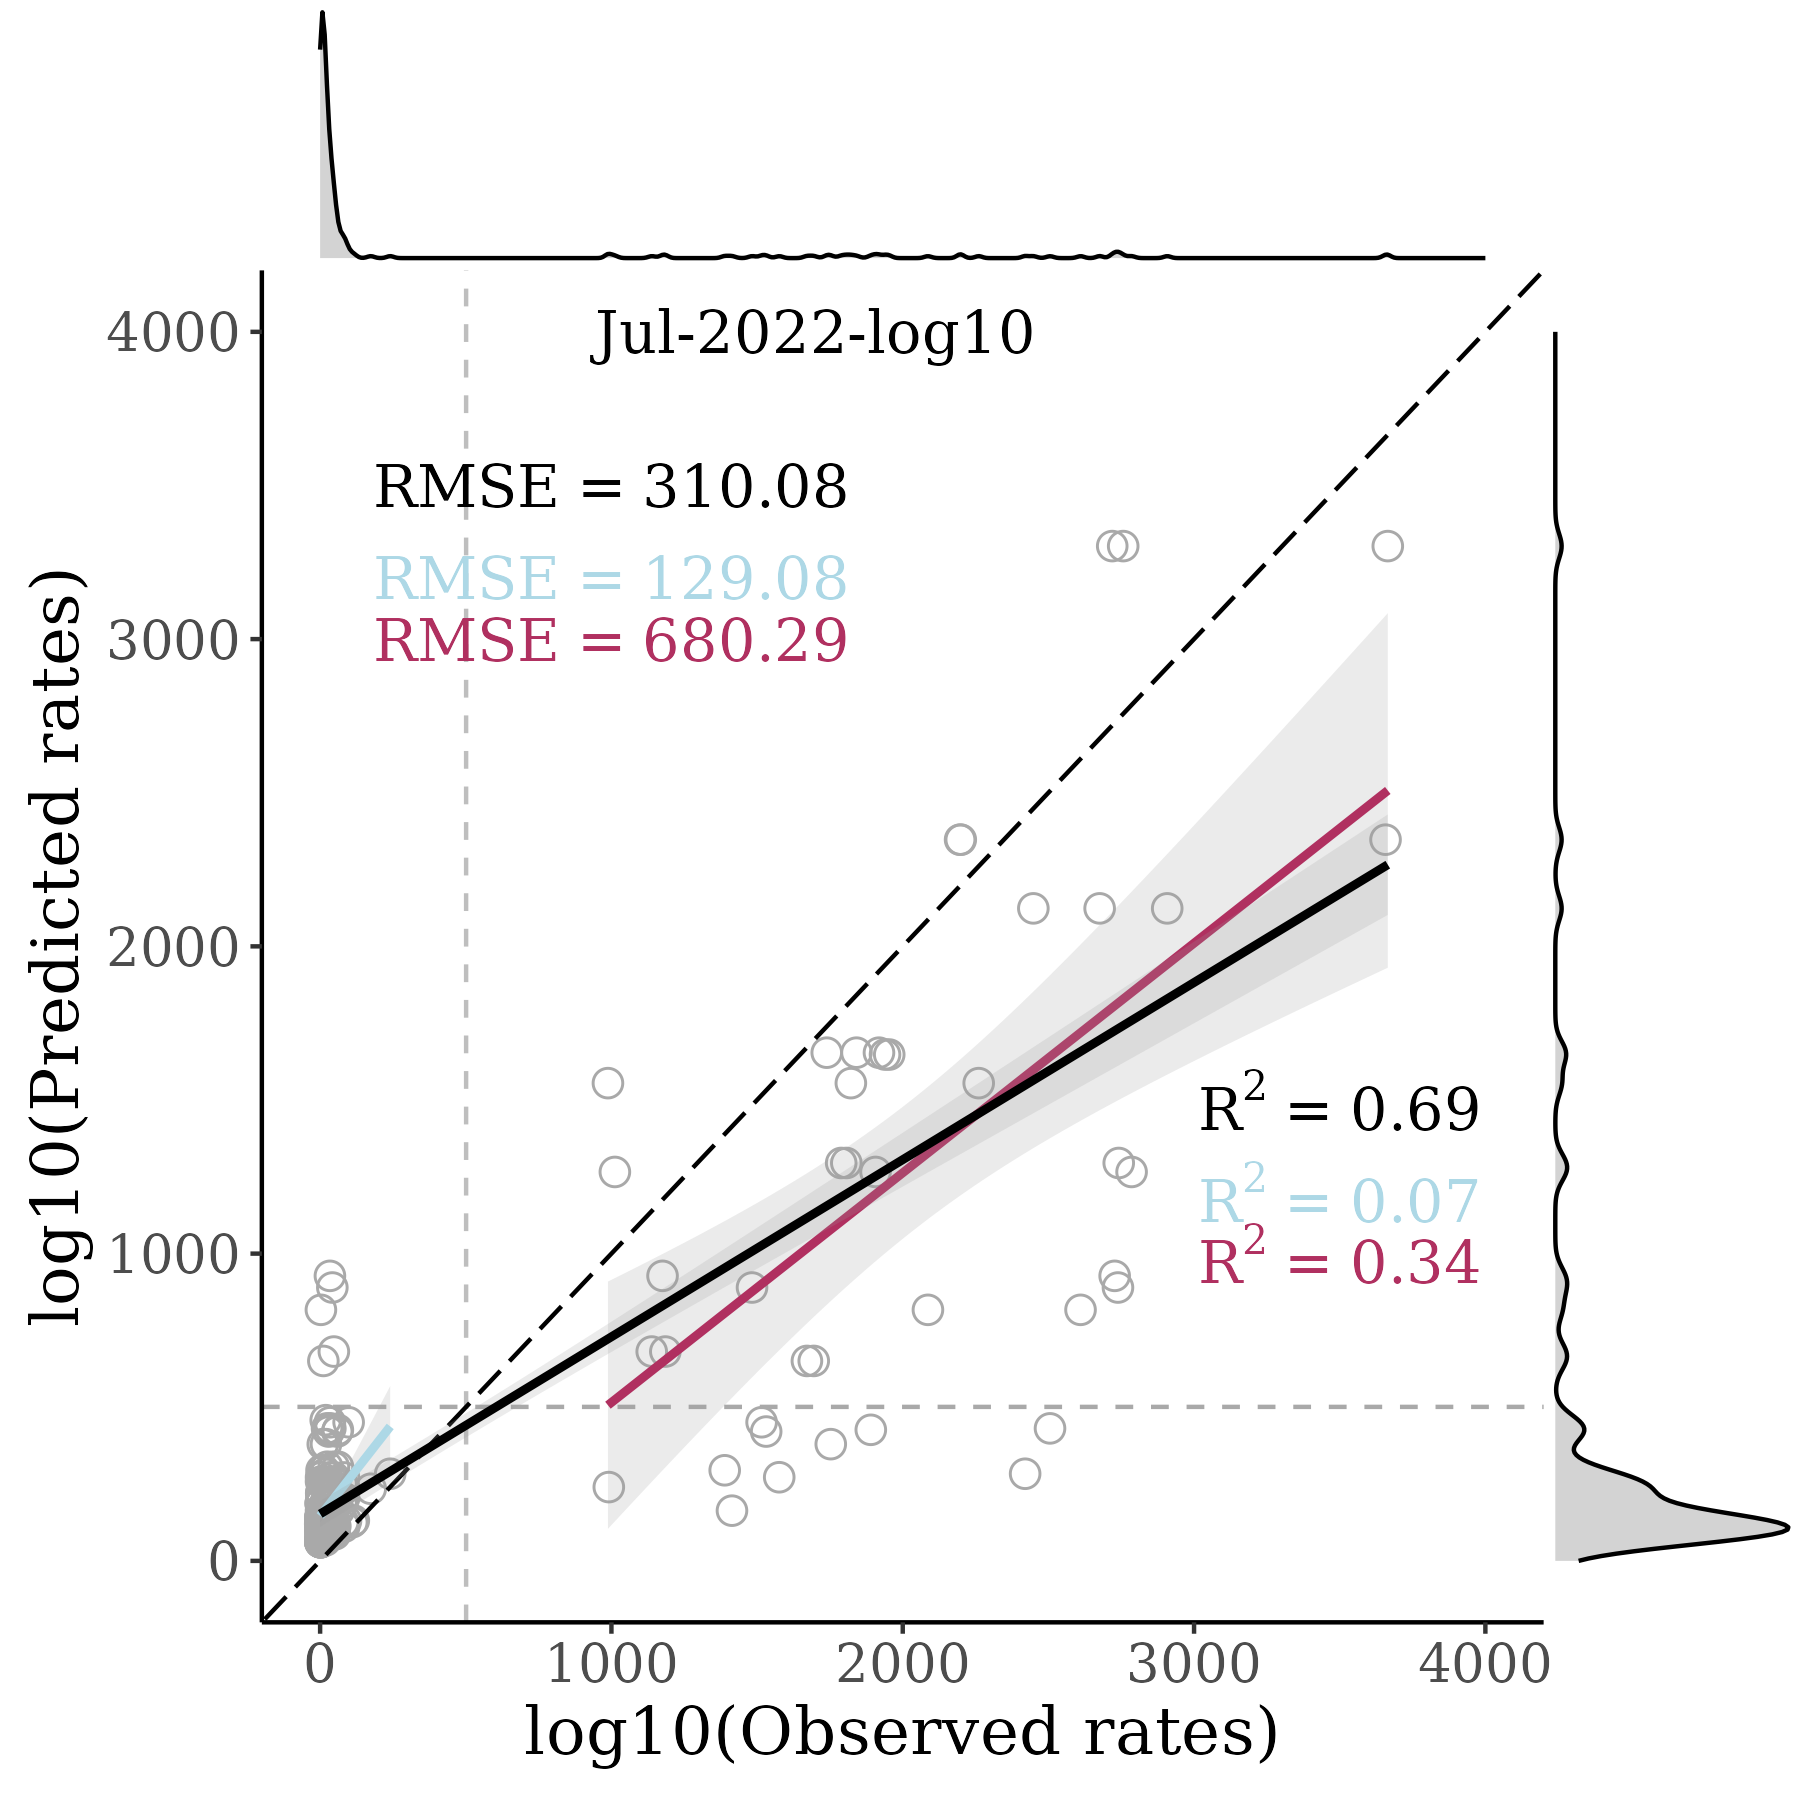 Jul-2022-log10
RMSE = 310.08
RMSE = 129.08
RMSE = 680.29
R² = 0.69
R² = 0.07
R² = 0.34
log10(Predicted rates)
4000
3000
2000
1000
0
0 1000 2000 3000 4000
log10(Observed rates)